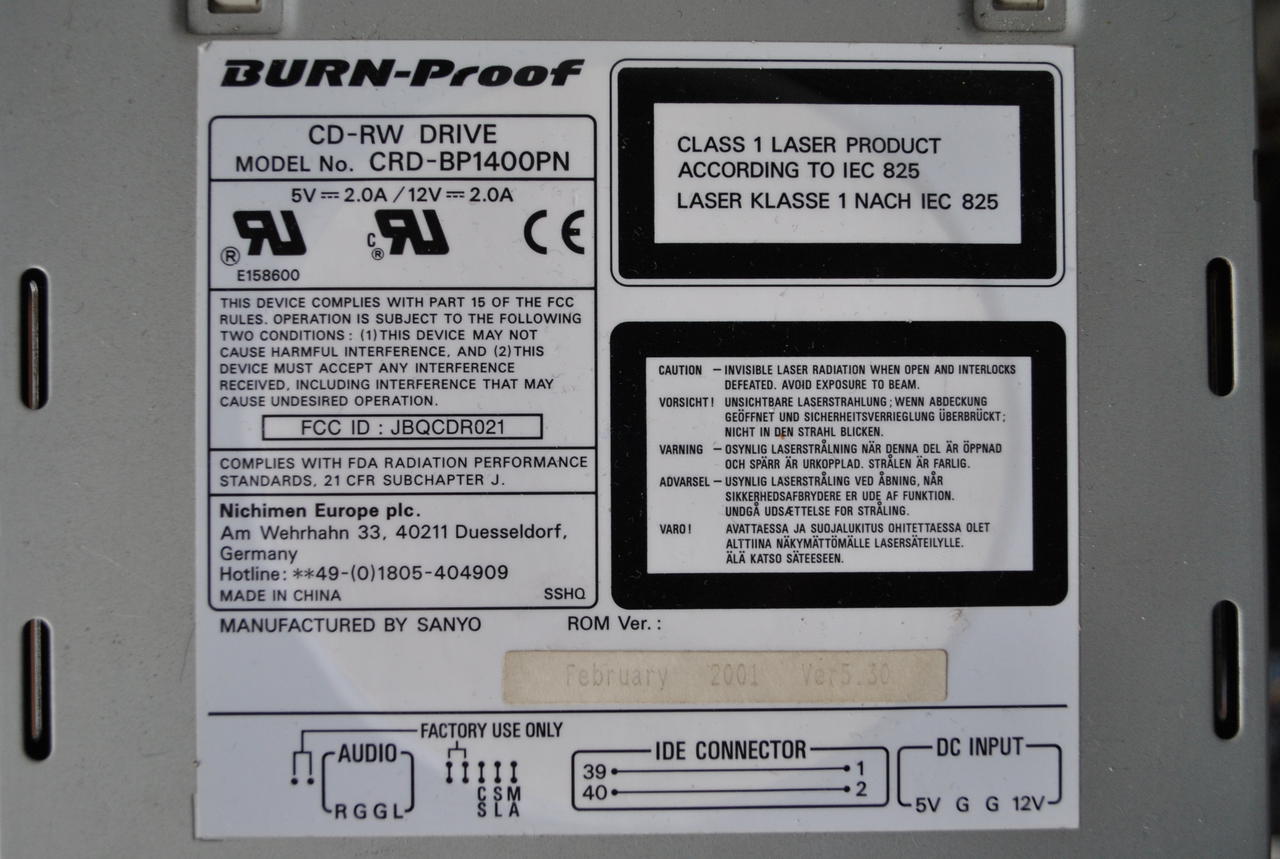 BURN-Proof
CD-RW DRIVE
MODEL No. CRD-BP1400PN
5V⎓2.0A / 12V⎓2.0A
®
C
®
CE
E158600
THIS DEVICE COMPLIES WITH PART 15 OF THE FCC
RULES. OPERATION IS SUBJECT TO THE FOLLOWING
TWO CONDITIONS : (1) THIS DEVICE MAY NOT
CAUSE HARMFUL INTERFERENCE, AND (2) THIS
DEVICE MUST ACCEPT ANY INTERFERENCE
RECEIVED, INCLUDING INTERFERENCE THAT MAY
CAUSE UNDESIRED OPERATION.
FCC ID : JBQCDR021
COMPLIES WITH FDA RADIATION PERFORMANCE
STANDARDS, 21 CFR SUBCHAPTER J.
Nichimen Europe plc.
Am Wehrhahn 33, 40211 Duesseldorf,
Germany
Hotline: **49-(0)1805-404909
MADE IN CHINA SSHQ
CLASS 1 LASER PRODUCT
ACCORDING TO IEC 825
LASER KLASSE 1 NACH IEC 825
CAUTION – INVISIBLE LASER RADIATION WHEN OPEN AND INTERLOCKS
DEFEATED. AVOID EXPOSURE TO BEAM.
VORSICHT! UNSICHTBARE LASERSTRAHLUNG; WENN ABDECKUNG
GEÖFFNET UND SICHERHEITSVERRIEGLUNG ÜBERBRÜCKT;
NICHT IN DEN STRAHL BLICKEN.
VARNING – OSYNLIG LASERSTRÅLNING NÄR DENNA DEL ÄR ÖPPNAD
OCH SPÄRR ÄR URKOPPLAD. STRÅLEN ÄR FARLIG.
ADVARSEL – USYNLIG LASERSTRÅLING VED ÅBNING, NÅR
SIKKERHEDSAFBRYDERE ER UDE AF FUNKTION.
UNDGÅ UDSÆTTELSE FOR STRÅLING.
VARO! AVATTAESSA JA SUOJALUKITUS OHITETTAESSA OLET
ALTTIINA NÄKYMÄTTÖMÄLLE LASERSÄTEILYLLE.
ÄLÄ KATSO SÄTEESEEN.
MANUFACTURED BY SANYO ROM Ver. :
February 2001 Ver5.30
FACTORY USE ONLY
AUDIO
R G G L
C S M
S L A
IDE CONNECTOR
39 1
40 2
DC INPUT
5V G G 12V